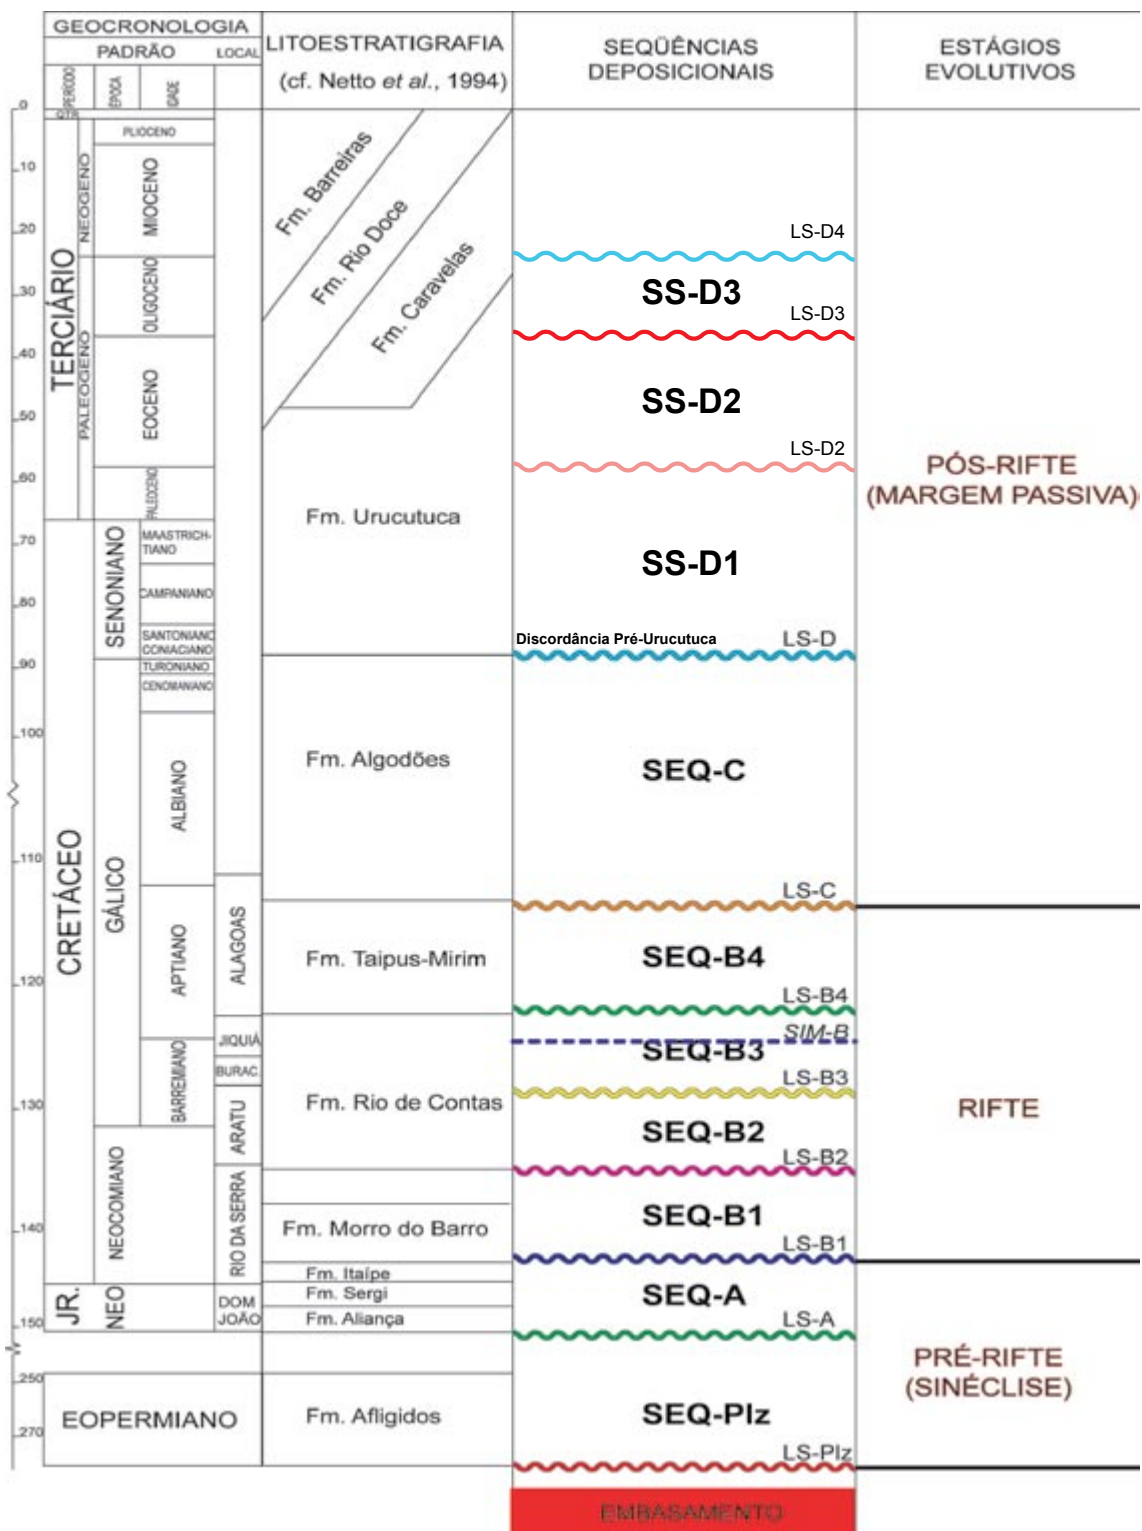 GEOCRONOLOGIA
PADRÃO
LOCAL
PERÍODO
ÉPOCA
IDADE
LITOESTRATIGRAFIA
(cf. Netto et al., 1994)
SEQÜÊNCIAS
DEPOSICIONAIS
ESTÁGIOS
EVOLUTIVOS
0
QTR.
PLIOCENO
10
NEOGENO
MIOCENO
Fm. Barreiras
20
Fm. Rio Doce
LS-D4
TERCIÁRIO
OLIGOCENO
Fm. Caravelas
SS-D3
30
LS-D3
40
PALEOGENO
EOCENO
SS-D2
50
LS-D2
PÓS-RIFTE
(MARGEM PASSIVA)
60
PALEOCENO
Fm. Urucutuca
70
SENONIANO
MAASTRICH-
TIANO
SS-D1
CAMPANIANO
80
SANTONIANO
CONIACIANO
Discordância Pré-Urucutuca
LS-D
90
TURONIANO
CENOMANIANO
100
Fm. Algodões
SEQ-C
ALBIANO
110
CRETÁCEO
GÁLICO
LS-C
APTIANO
ALAGOAS
Fm. Taipus-Mirim
SEQ-B4
120
LS-B4
JIQUIÁ
SIM-B
SEQ-B3
BURAC.
LS-B3
BARREMIANO
130
ARATU
Fm. Rio de Contas
SEQ-B2
RIFTE
LS-B2
NEOCOMIANO
RIO DA SERRA
140
Fm. Morro do Barro
SEQ-B1
LS-B1
Fm. Itaípe
JR.
NEO
DOM
JOÃO
Fm. Sergi
SEQ-A
Fm. Aliança
LS-A
150
PRÉ-RIFTE
(SINÉCLISE)
250
EOPERMIANO
Fm. Afligidos
SEQ-Plz
270
LS-Plz
EMBASAMENTO